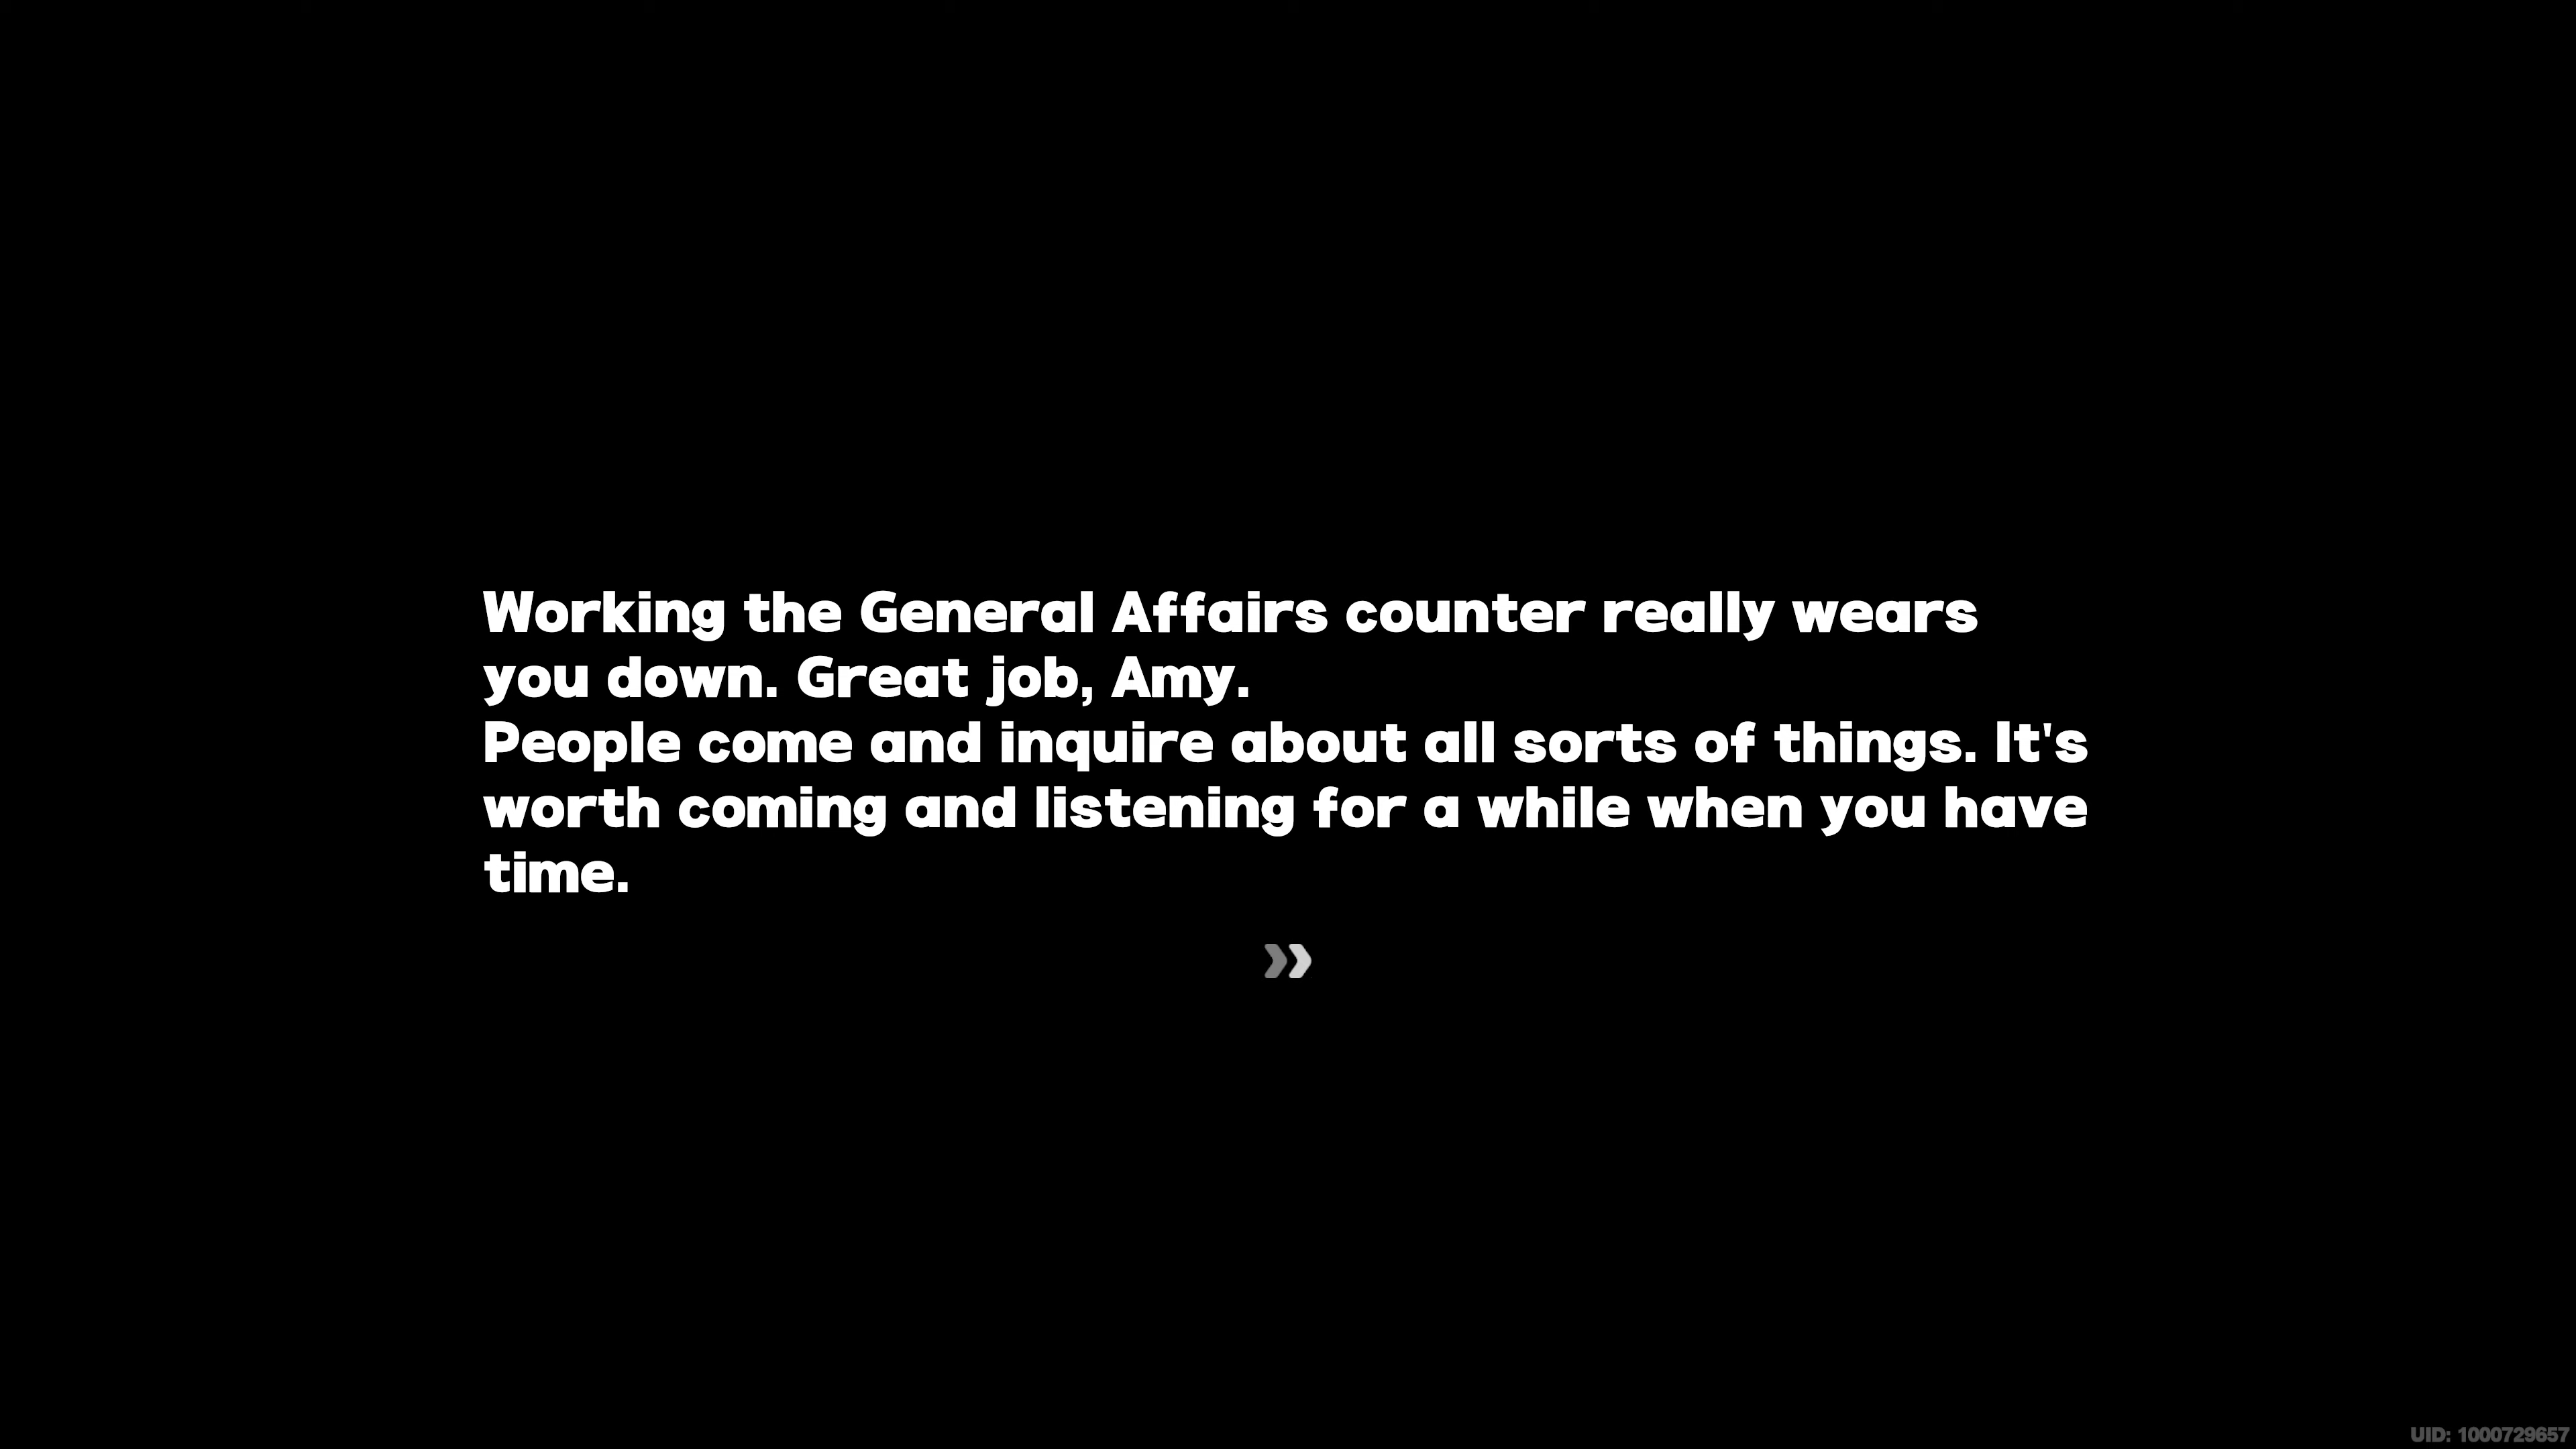 Working the General Affairs counter really wears
you down. Great job, Amy.
People come and inquire about all sorts of things. It's
worth coming and listening for a while when you have
time.
UID: 1000729657